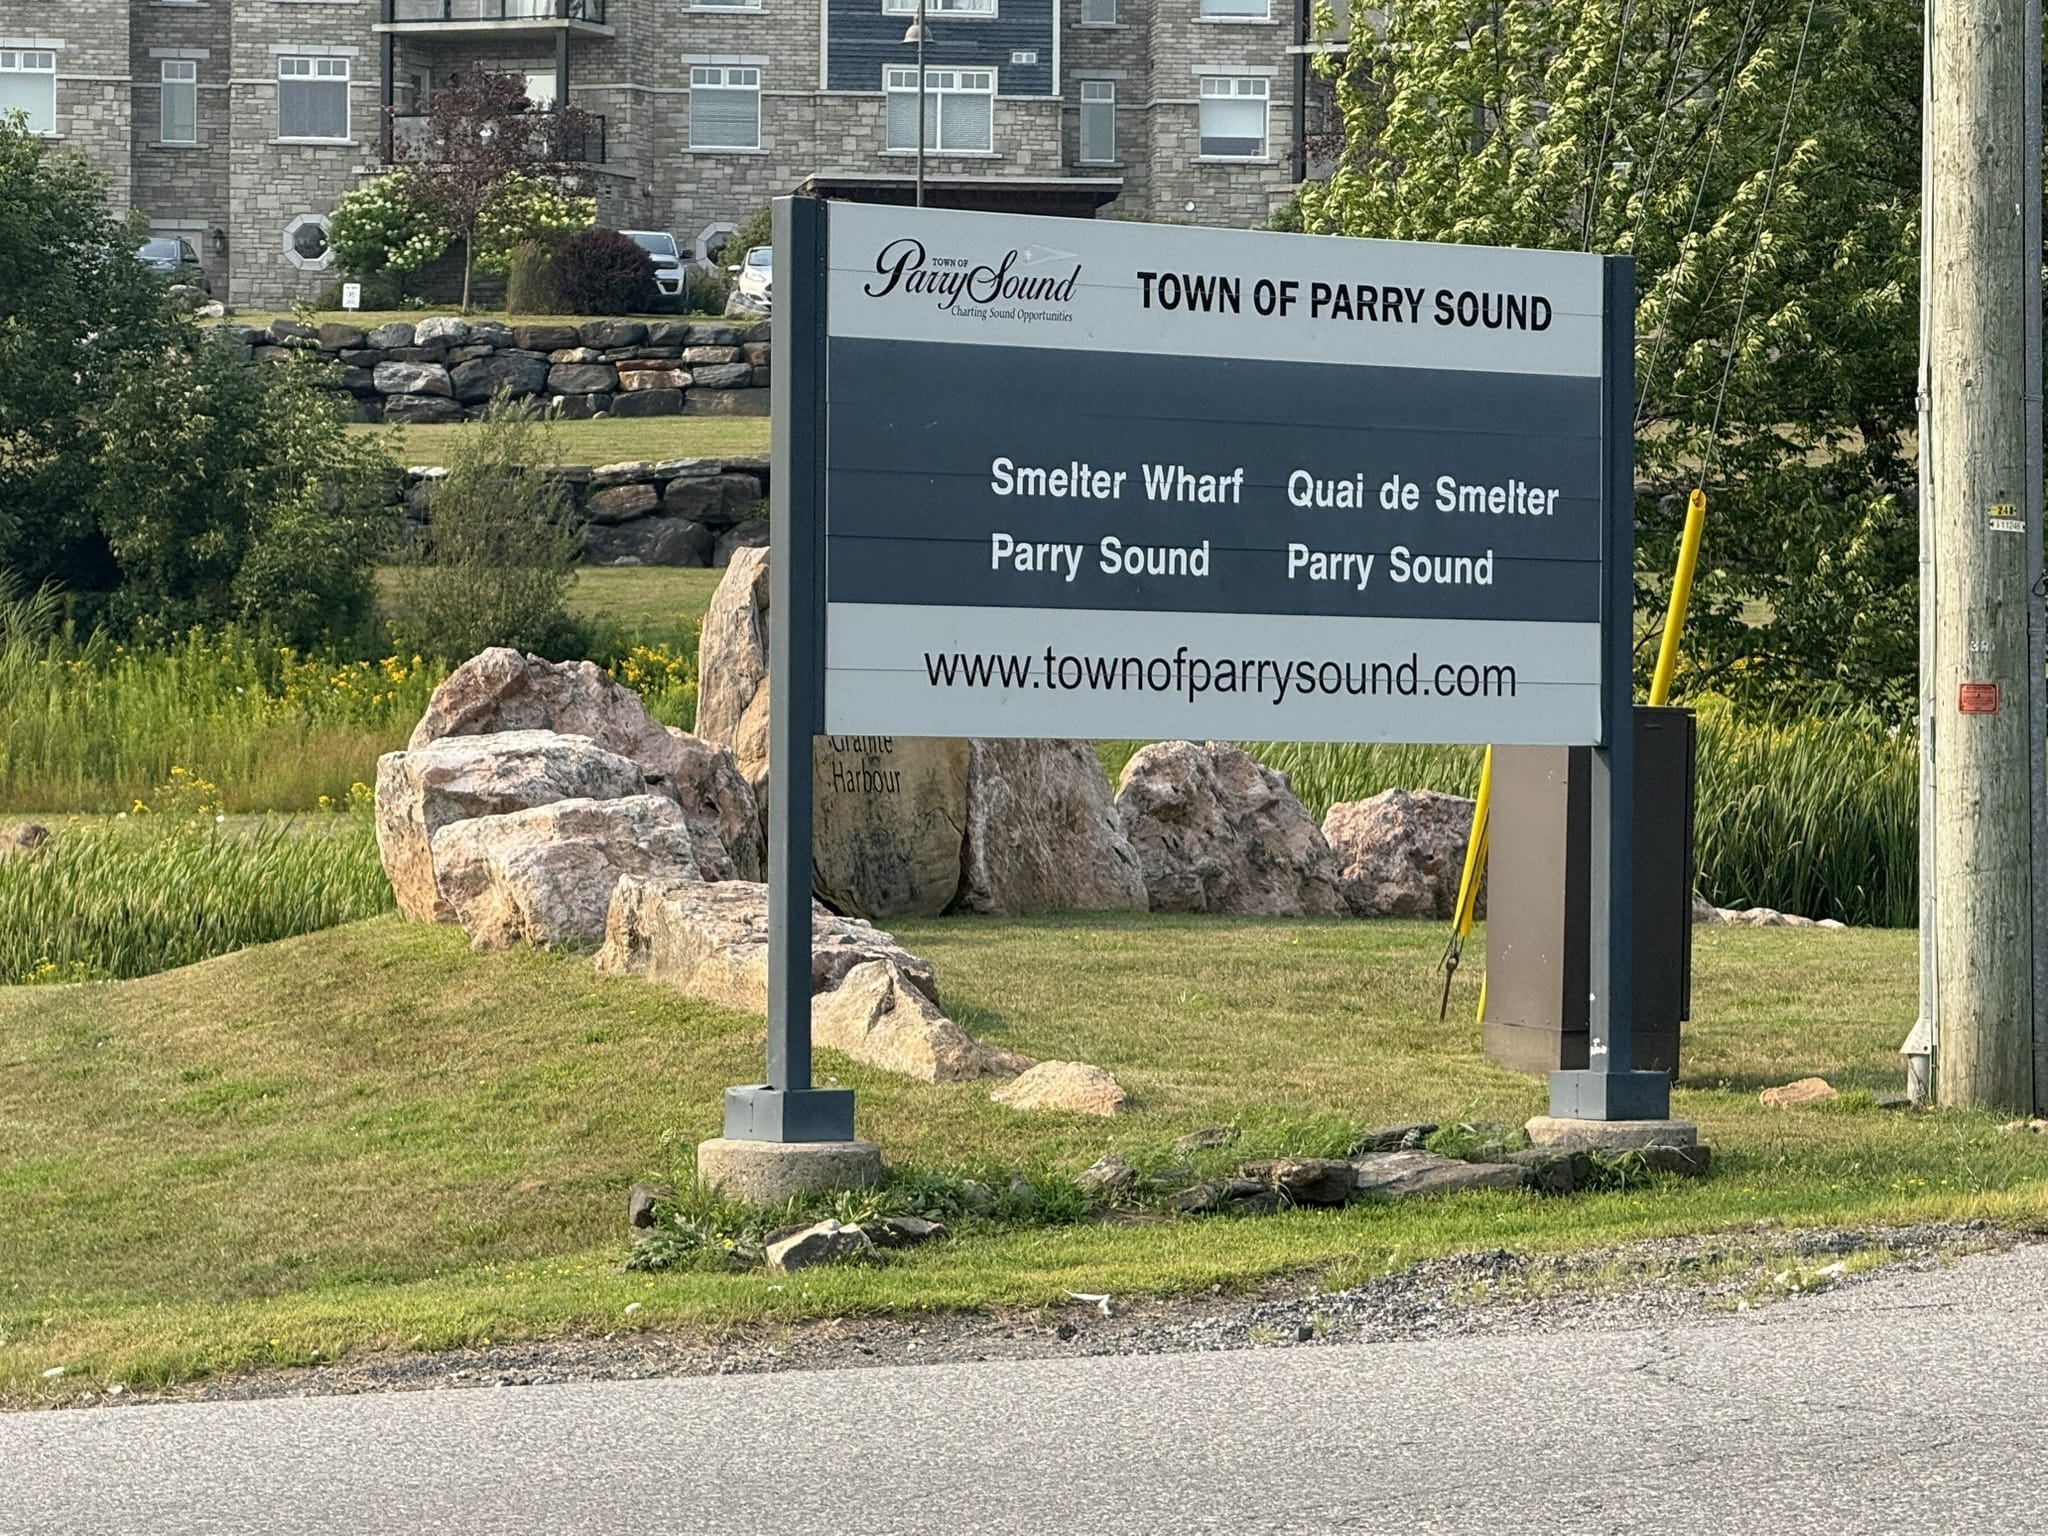 TOWN OF
Parry Sound
Charting Sound Opportunities
TOWN OF PARRY SOUND
Smelter Wharf
Parry Sound
Quai de Smelter
Parry Sound
www.townofparrysound.com
Granite
Harbour